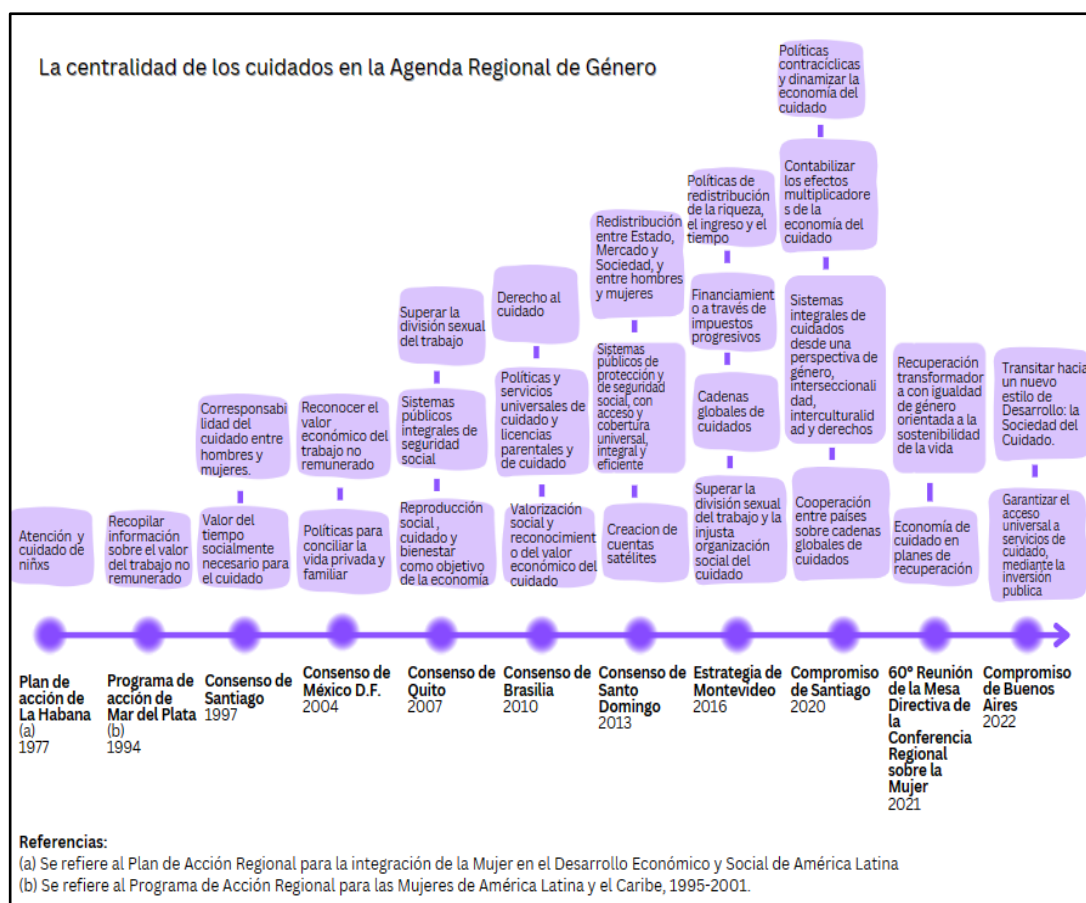 La centralidad de los cuidados en la Agenda Regional de Género
Atención y
cuidado de
niñxs
Recopilar
información
sobre el valor
del trabajo no
remunerado
Corresponsabi
lidad del
cuidado entre
hombres y
mujeres.
Valor del
tiempo
socialmente
necesario para
el cuidado
Reconocer el
valor
económico del
trabajo no
remunerado
Políticas para
conciliar la
vida privada y
familiar
Superar la
división sexual
del trabajo
Sistemas
públicos
integrales de
seguridad
social
Reproducción
social ,
cuidado y
bienestar
como objetivo
de la economía
Derecho al
cuidado
Políticas y
servicios
universales de
cuidado y
licencias
parentales y
de cuidado
Valorización
social y
reconocimient
o del valor
económico del
cuidado
Redistribución
entre Estado,
Mercado y
Sociedad, y
entre hombres
y mujeres
Sistemas
públicos de
protección y
de seguridad
social, con
acceso y
cobertura
universal,
integral y
eficiente
Creacion de
cuentas
satélites
Políticas de
redistribución
de la riqueza,
el ingreso y el
tiempo
Financiamient
o a través de
impuestos
progresivos
Cadenas
globales de
cuidados
Superar la
división sexual
del trabajo y la
injusta
organización
social del
cuidado
Políticas
contracíclicas
y dinamizar la
economía del
cuidado
Contabilizar
los efectos
multiplicadore
s de la
economía del
cuidado
Sistemas
integrales de
cuidados
desde una
perspectiva de
género,
interseccionali
dad,
interculturalid
ad y derechos
Cooperación
entre países
sobre cadenas
globales de
cuidados
Recuperación
transformador
a con igualdad
de género
orientada a la
sostenibilidad
de la vida
Economía de
cuidado en
planes de
recuperación
Transitar hacia
un nuevo
estilo de
Desarrollo: la
Sociedad del
Cuidado.
Garantizar el
acceso
universal a
servicios de
cuidado,
mediante la
inversión
publica
Plan de
acción de
La Habana
(a)
1977
Programa de
acción de
Mar del Plata
(b)
1994
Consenso de
Santiago
1997
Consenso de
México D.F.
2004
Consenso de
Quito
2007
Consenso de
Brasilia
2010
Consenso de
Santo
Domingo
2013
Estrategia de
Montevideo
2016
Compromiso
de Santiago
2020
60° Reunión
de la Mesa
Directiva de
la
Conferencia
Regional
sobre la
Mujer
2021
Compromiso
de Buenos
Aires
2022
Referencias:
(a) Se refiere al Plan de Acción Regional para la integración de la Mujer en el Desarrollo Económico y Social de América Latina
(b) Se refiere al Programa de Acción Regional para las Mujeres de América Latina y el Caribe, 1995-2001.